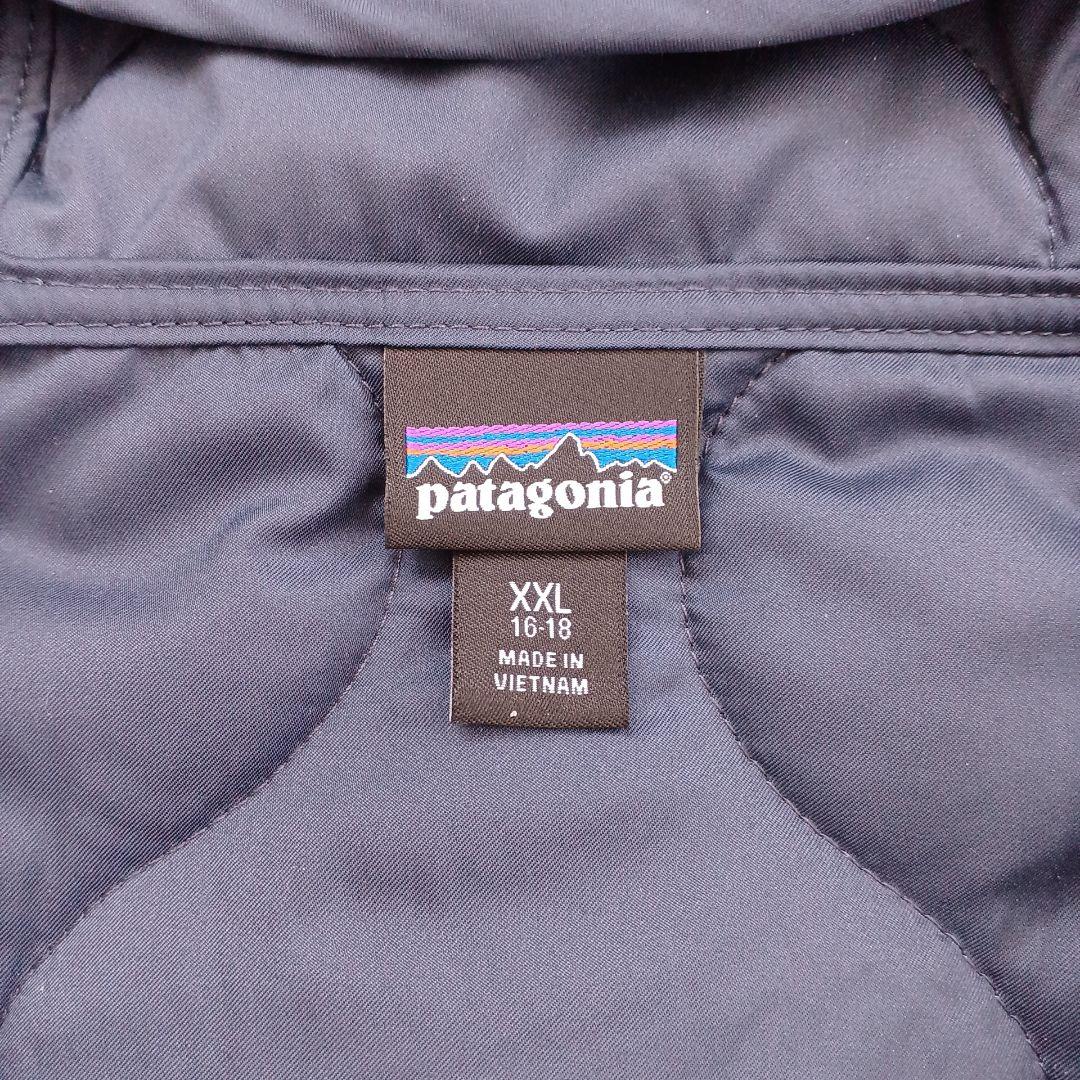 patagonia®
XXL
16-18
MADE IN
VIETNAM